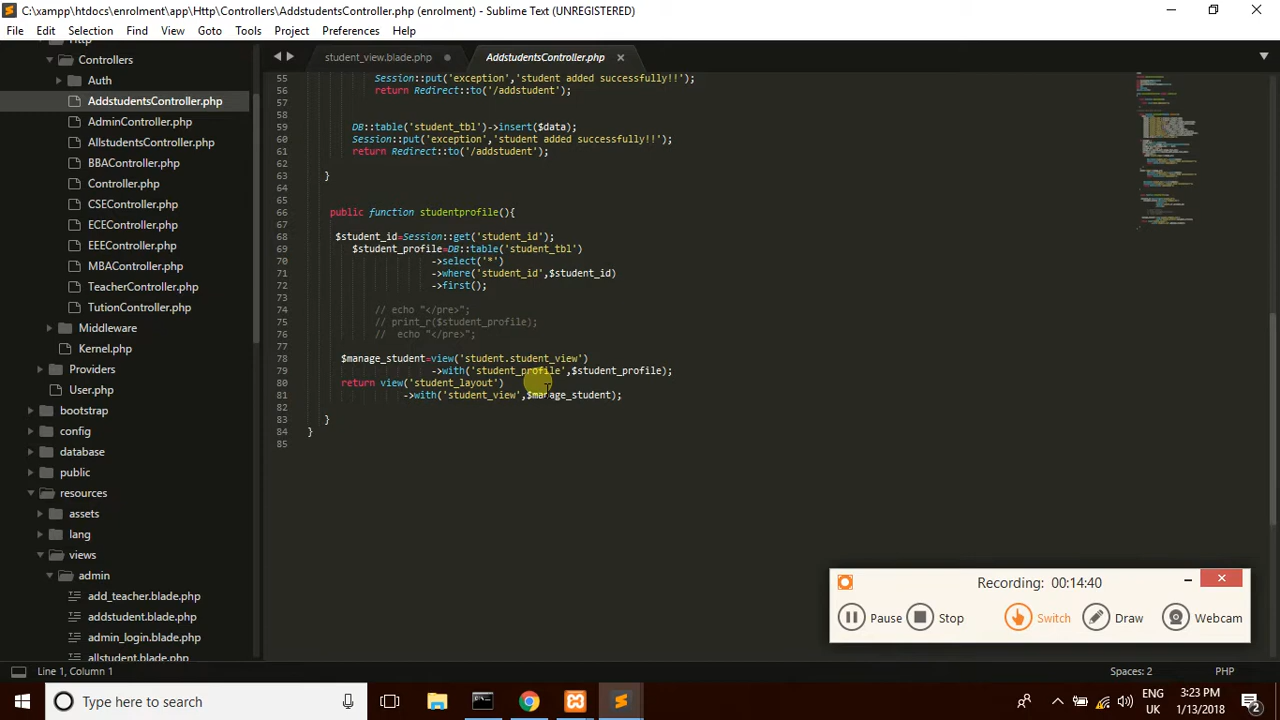 C:\xampp\htdocs\enrolment\app\Http\Controllers\AddstudentsController.php (enrolment) - Sublime Text (UNREGISTERED)
File Edit Selection Find View Goto Tools Project Preferences Help
Http
Controllers
Auth
AddstudentsController.php
AdminController.php
AllstudentsController.php
BBAController.php
Controller.php
CSEController.php
ECEController.php
EEEController.php
MBAController.php
TeacherController.php
TutionController.php
Middleware
Kernel.php
Providers
User.php
bootstrap
config
database
public
resources
assets
lang
views
admin
add_teacher.blade.php
addstudent.blade.php
admin_login.blade.php
allstudent.blade.php
student_view.blade.php AddstudentsController.php
55 Session::put('exception','student added successfully!!');
56 return Redirect::to('/addstudent');
57
58
59 DB::table('student_tbl')->insert($data);
60 Session::put('exception','student added successfully!!');
61 return Redirect::to('/addstudent');
62
63 }
64
65
66 public function studentprofile(){
67
68 $student_id=Session::get('student_id');
69 $student_profile=DB::table('student_tbl')
70 ->select('*')
71 ->where('student_id',$student_id)
72 ->first();
73
74 // echo "</pre>";
75 // print_r($student_profile);
76 // echo "</pre>";
77
78 $manage_student=view('student.student_view')
79 ->with('student_profile',$student_profile);
80 return view('student_layout')
81 ->with('student_view',$manage_student);
82
83 }
84 }
85
Recording: 00:14:40
Pause Stop Switch Draw Webcam
Line 1, Column 1 Spaces: 2 PHP
Type here to search
ENG
UK
3:23 PM
1/13/2018
2